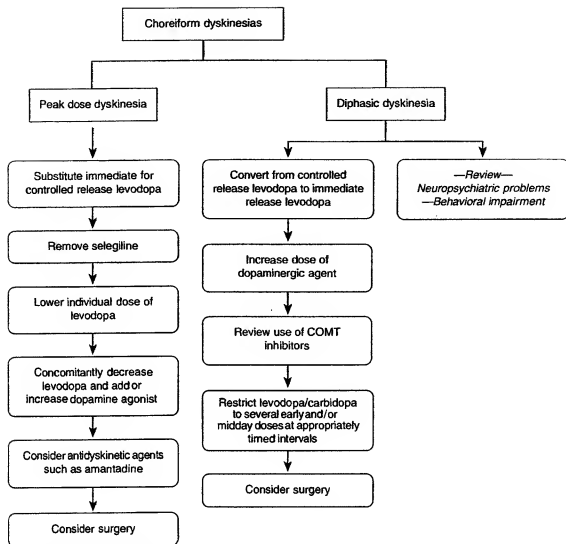 Choreiform dyskinesias
Peak dose dyskinesia
Diphasic dyskinesia
Substitute immediate for
controlled release levodopa
Remove selegiline
Lower individual dose of
levodopa
Concomitantly decrease
levodopa and add or
increase dopamine agonist
Consider antidyskinetic agents
such as amantadine
Consider surgery
Convert from controlled
release levodopa to immediate
release levodopa
Increase dose of
dopaminergic agent
Review use of COMT
inhibitors
Restrict levodopa/carbidopa
to several early and/or
midday doses at appropriately
timed intervals
Consider surgery
—Review—
Neuropsychiatric problems
—Behavioral impairment